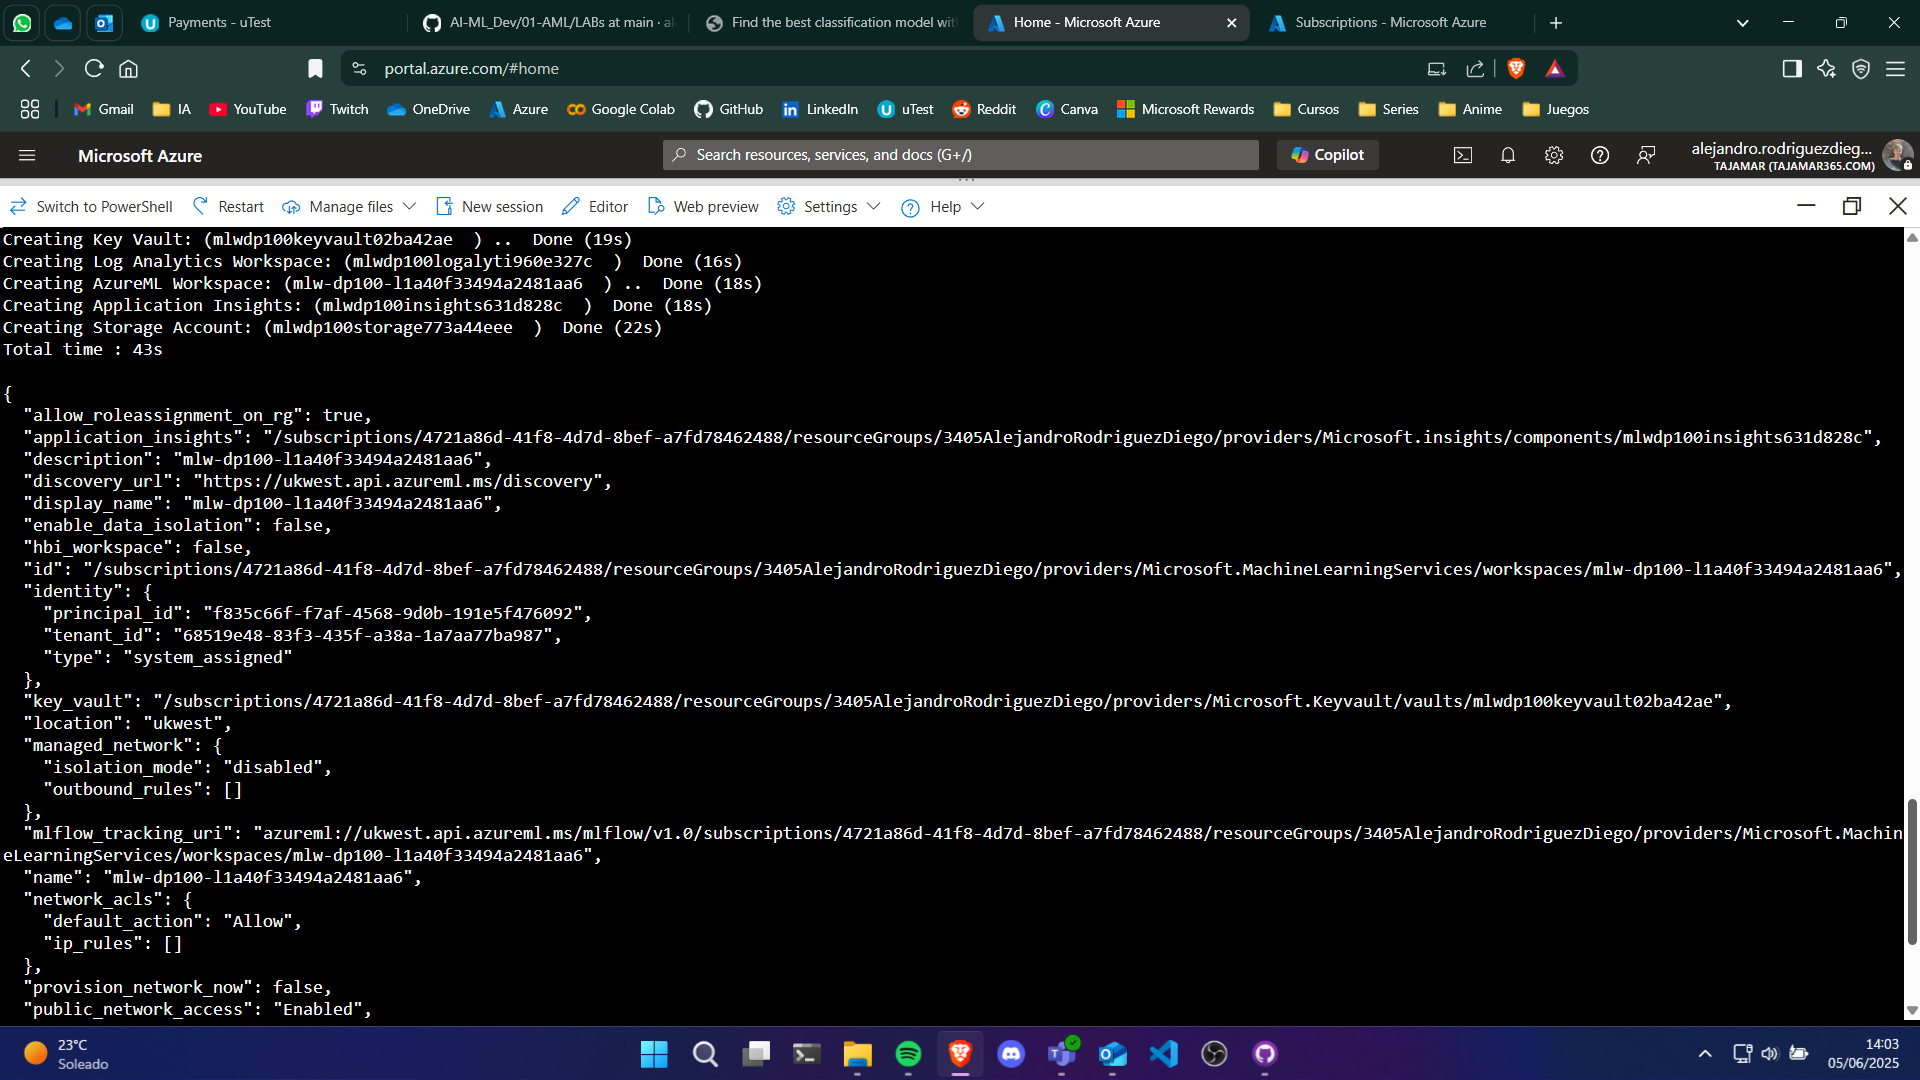 Payments - uTest
AI-ML_Dev/01-AML/LABs at main · al
Find the best classification model with
Home - Microsoft Azure
Subscriptions - Microsoft Azure
portal.azure.com/#home
Gmail
IA
YouTube
Twitch
OneDrive
Azure
Google Colab
GitHub
LinkedIn
uTest
Reddit
Canva
Microsoft Rewards
Cursos
Series
Anime
Juegos
Microsoft Azure
Search resources, services, and docs (G+/)
Copilot
alejandro.rodriguezdieg...
TAJAMAR (TAJAMAR365.COM)
Switch to PowerShell
Restart
Manage files
New session
Editor
Web preview
Settings
Help
Creating Key Vault: (mlwdp100keyvault02ba42ae  ) ..  Done (19s)
Creating Log Analytics Workspace: (mlwdp100logalyti960e327c  )  Done (16s)
Creating AzureML Workspace: (mlw-dp100-l1a40f33494a2481aa6  ) ..  Done (18s)
Creating Application Insights: (mlwdp100insights631d828c  )  Done (18s)
Creating Storage Account: (mlwdp100storage773a44eee  )  Done (22s)
Total time : 43s
{
"allow_roleassignment_on_rg": true,
"application_insights": "/subscriptions/4721a86d-41f8-4d7d-8bef-a7fd78462488/resourceGroups/3405AlejandroRodriguezDiego/providers/Microsoft.insights/components/mlwdp100insights631d828c",
"description": "mlw-dp100-l1a40f33494a2481aa6",
"discovery_url": "https://ukwest.api.azureml.ms/discovery",
"display_name": "mlw-dp100-l1a40f33494a2481aa6",
"enable_data_isolation": false,
"hbi_workspace": false,
"id": "/subscriptions/4721a86d-41f8-4d7d-8bef-a7fd78462488/resourceGroups/3405AlejandroRodriguezDiego/providers/Microsoft.MachineLearningServices/workspaces/mlw-dp100-l1a40f33494a2481aa6",
"identity": {
"principal_id": "f835c66f-f7af-4568-9d0b-191e5f476092",
"tenant_id": "68519e48-83f3-435f-a38a-1a7aa77ba987",
"type": "system_assigned"
},
"key_vault": "/subscriptions/4721a86d-41f8-4d7d-8bef-a7fd78462488/resourceGroups/3405AlejandroRodriguezDiego/providers/Microsoft.Keyvault/vaults/mlwdp100keyvault02ba42ae",
"location": "ukwest",
"managed_network": {
"isolation_mode": "disabled",
"outbound_rules": []
},
"mlflow_tracking_uri": "azureml://ukwest.api.azureml.ms/mlflow/v1.0/subscriptions/4721a86d-41f8-4d7d-8bef-a7fd78462488/resourceGroups/3405AlejandroRodriguezDiego/providers/Microsoft.Machin
eLearningServices/workspaces/mlw-dp100-l1a40f33494a2481aa6",
"name": "mlw-dp100-l1a40f33494a2481aa6",
"network_acls": {
"default_action": "Allow",
"ip_rules": []
},
"provision_network_now": false,
"public_network_access": "Enabled",
23°C
Soleado
14:03
05/06/2025